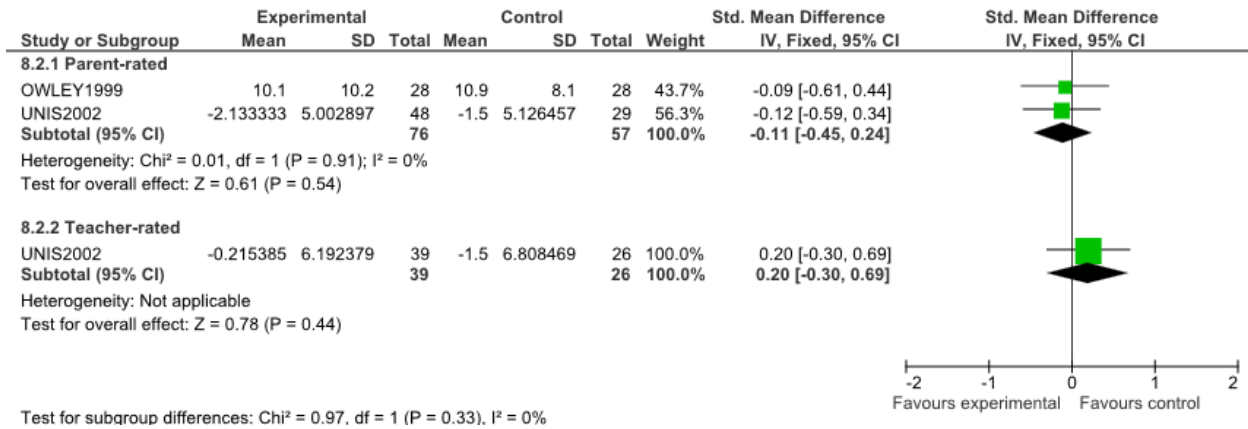 Experimental Control Std. Mean Difference Std. Mean Difference
Study or Subgroup Mean SD Total Mean SD Total Weight IV, Fixed, 95% CI IV, Fixed, 95% CI
8.2.1 Parent-rated
OWLEY1999 10.1 10.2 28 10.9 8.1 28 43.7% -0.09 [-0.61, 0.44]
UNIS2002 -2.133333 5.002897 48 -1.5 5.126457 29 56.3% -0.12 [-0.59, 0.34]
Subtotal (95% CI) 76 57 100.0% -0.11 [-0.45, 0.24]
Heterogeneity: Chi² = 0.01, df = 1 (P = 0.91); I² = 0%
Test for overall effect: Z = 0.61 (P = 0.54)
8.2.2 Teacher-rated
UNIS2002 -0.215385 6.192379 39 -1.5 6.808469 26 100.0% 0.20 [-0.30, 0.69]
Subtotal (95% CI) 39 26 100.0% 0.20 [-0.30, 0.69]
Heterogeneity: Not applicable
Test for overall effect: Z = 0.78 (P = 0.44)
-2 -1 0 1 2
Favours experimental Favours control
Test for subgroup differences: Chi² = 0.97, df = 1 (P = 0.33), I² = 0%